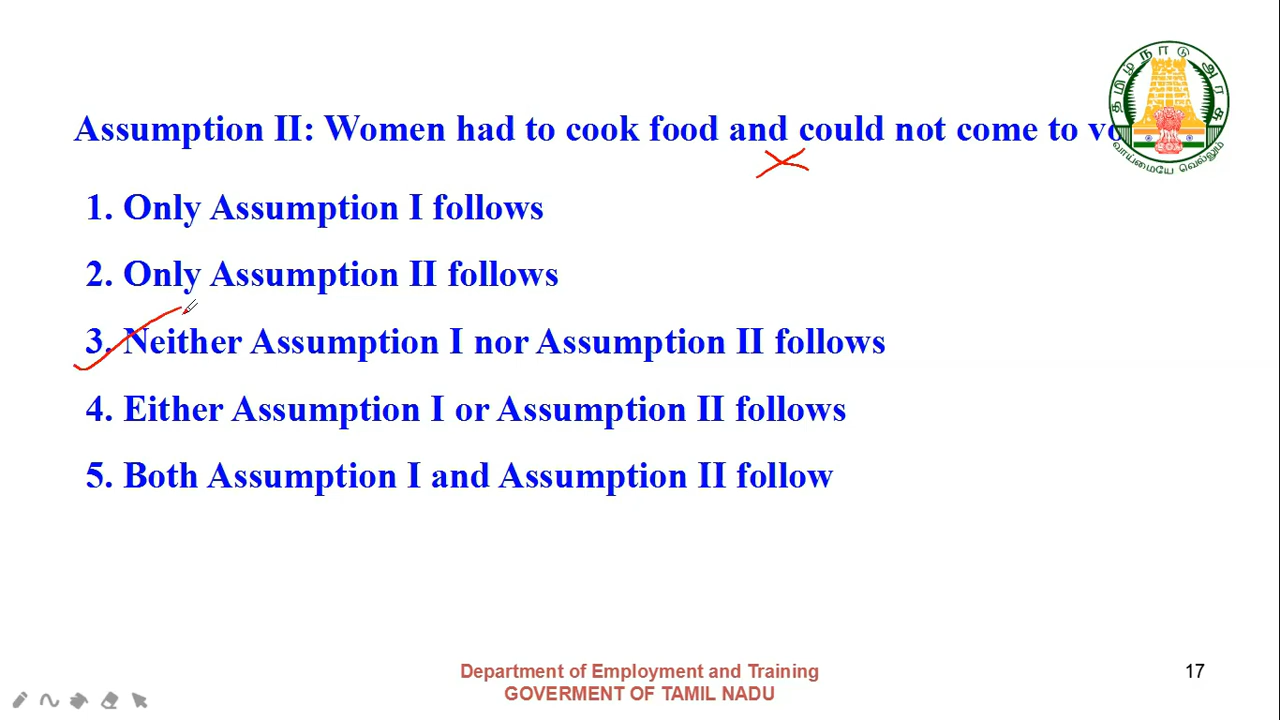 Assumption II: Women had to cook food and could not come to
1. Only Assumption I follows
2. Only Assumption II follows
3. Neither Assumption I nor Assumption II follows
4. Either Assumption I or Assumption II follows
5. Both Assumption I and Assumption II follow
தமிழ்நாடு அரசு
வாய்மையே வெல்லும்
Department of Employment and Training
GOVERMENT OF TAMIL NADU
17